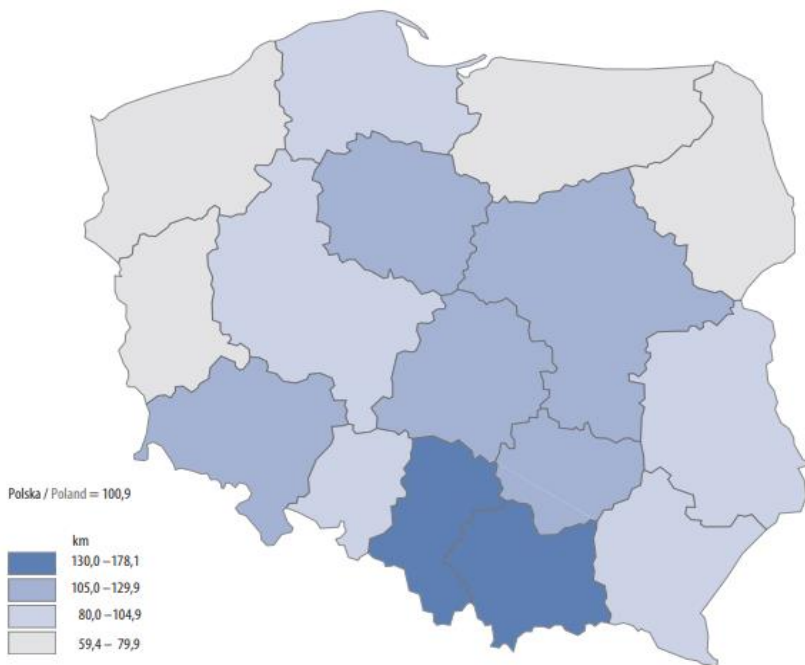 Polska / Poland = 100,9
km
130,0 – 178,1
105,0 – 129,9
80,0 – 104,9
59,4 – 79,9